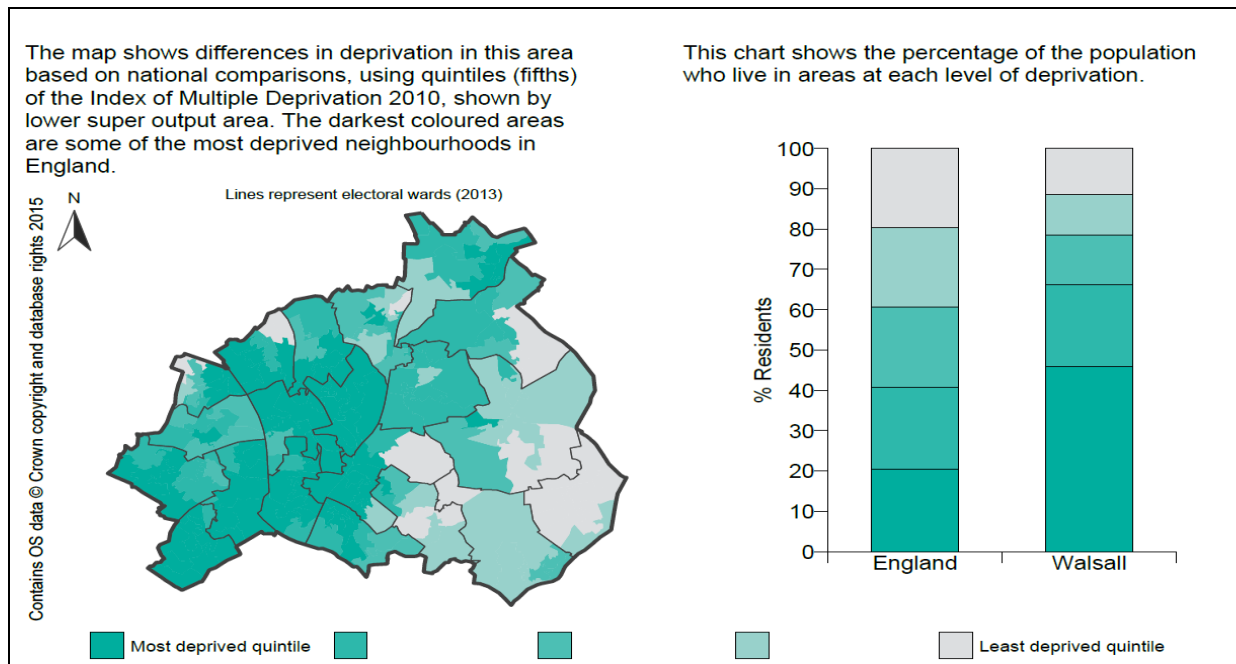 The map shows differences in deprivation in this area
based on national comparisons, using quintiles (fifths)
of the Index of Multiple Deprivation 2010, shown by
lower super output area. The darkest coloured areas
are some of the most deprived neighbourhoods in
England.
Lines represent electoral wards (2013)
N
Contains OS data © Crown copyright and database rights 2015
This chart shows the percentage of the population
who live in areas at each level of deprivation.
% Residents
100
90
80
70
60
50
40
30
20
10
0
England
Walsall
Most deprived quintile
Least deprived quintile